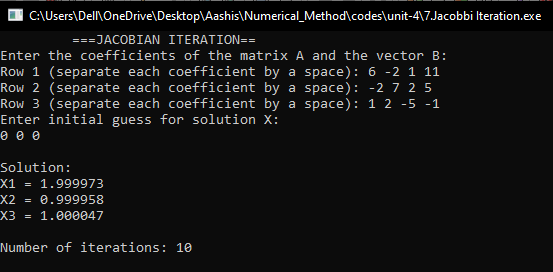 C:\Users\Dell\OneDrive\Desktop\Aashis\Numerical_Method\codes\unit-4\7.Jacobbi Iteration.exe
===JACOBIAN ITERATION==
Enter the coefficients of the matrix A and the vector B:
Row 1 (separate each coefficient by a space): 6 -2 1 11
Row 2 (separate each coefficient by a space): -2 7 2 5
Row 3 (separate each coefficient by a space): 1 2 -5 -1
Enter initial guess for solution X:
0 0 0
Solution:
X1 = 1.999973
X2 = 0.999958
X3 = 1.000047
Number of iterations: 10